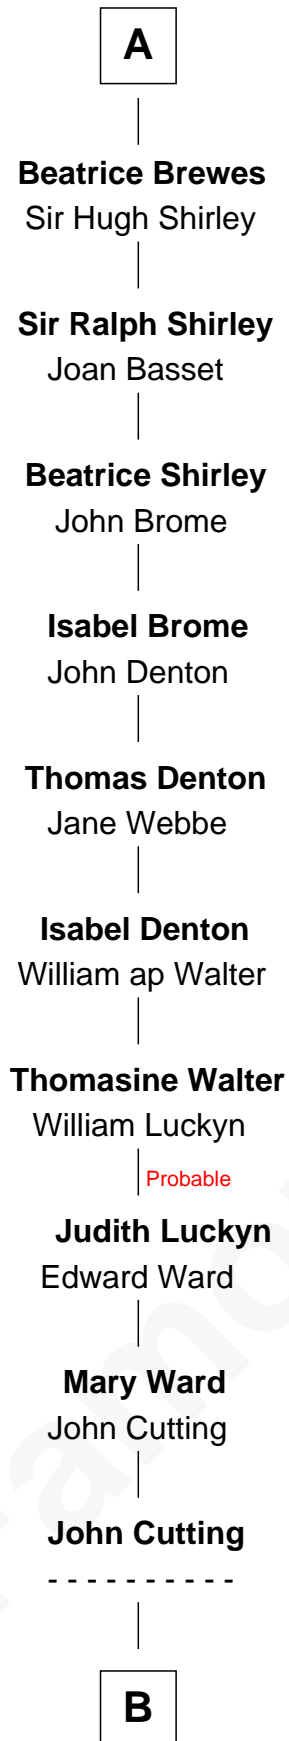 A
Beatrice Brewes
Sir Hugh Shirley
Sir Ralph Shirley
Joan Basset
Beatrice Shirley
John Brome
Isabel Brome
John Denton
Thomas Denton
Jane Webbe
Isabel Denton
William ap Walter
Thomasine Walter
William Luckyn
Probable
Judith Luckyn
Edward Ward
Mary Ward
John Cutting
John Cutting
- - - - - - - - - -
B